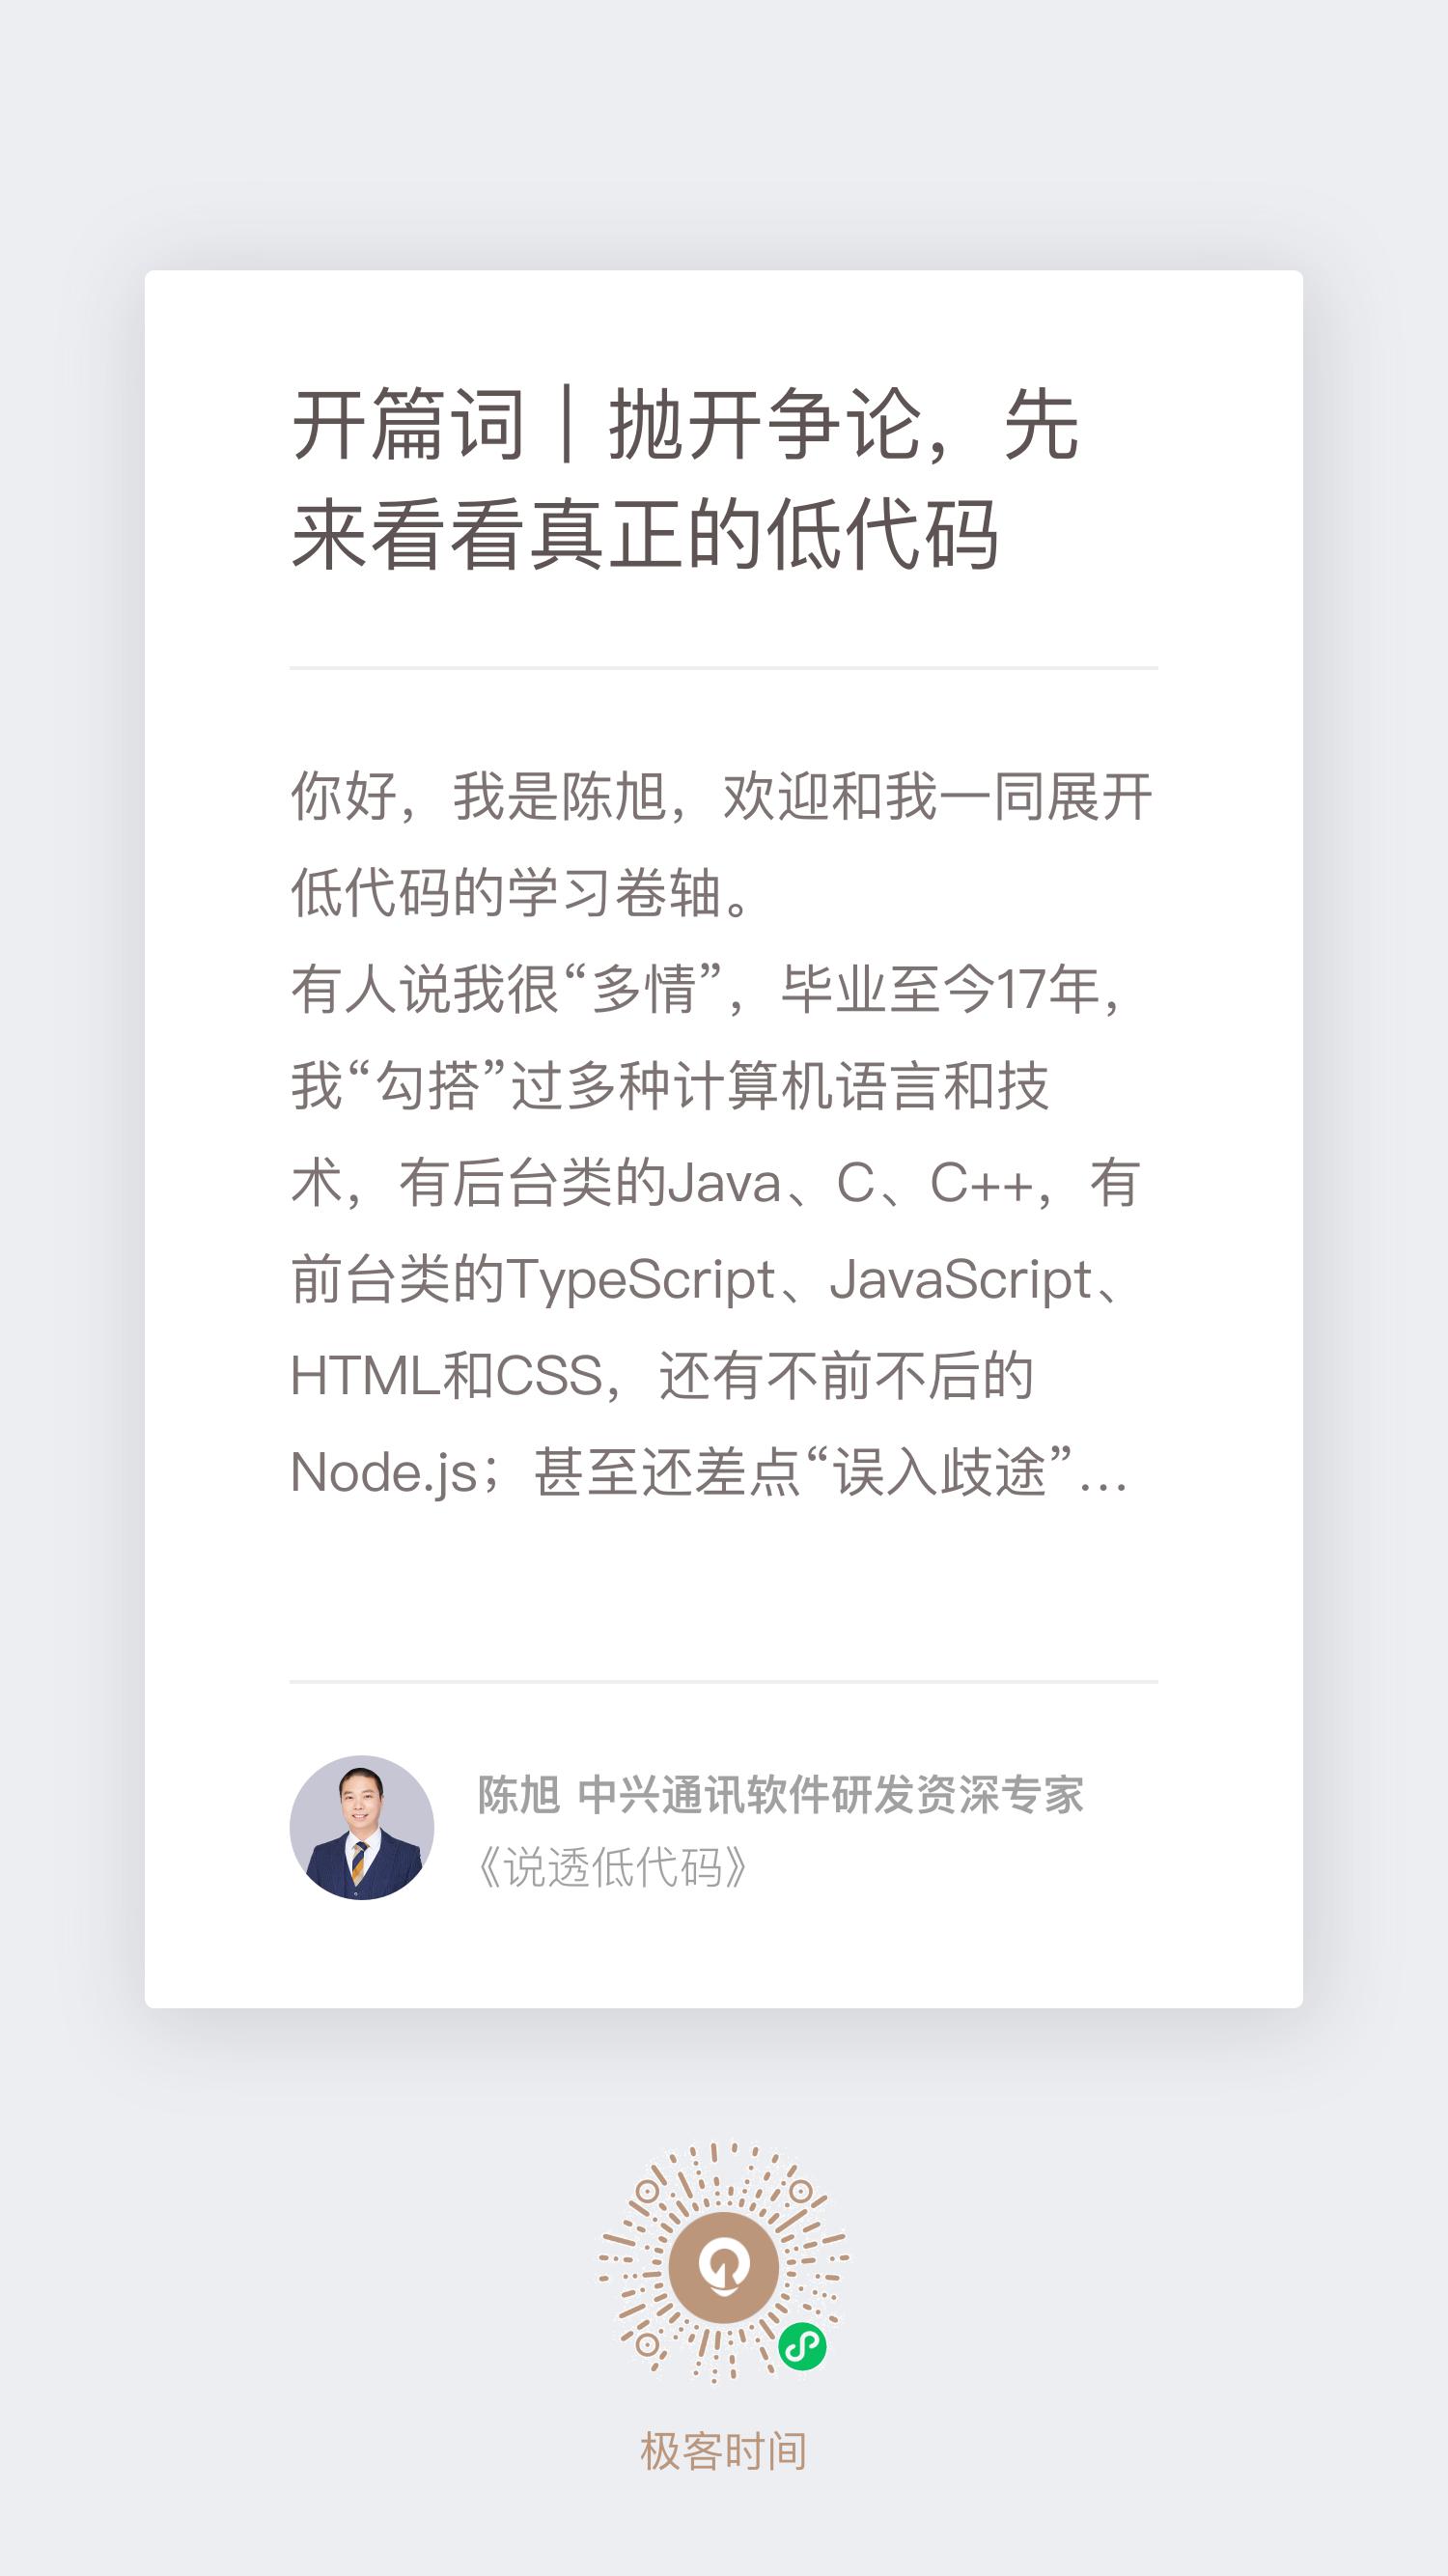 开篇词 | 抛开争论，先
来看看真正的低代码
你好，我是陈旭，欢迎和我一同展开
低代码的学习卷轴。
有人说我很“多情”，毕业至今17年，
我“勾搭”过多种计算机语言和技
术，有后台类的Java、C、C++，有
前台类的TypeScript、JavaScript、
HTML和CSS，还有不前不后的
Node.js；甚至还差点“误入歧途”…
陈旭 中兴通讯软件研发资深专家
《说透低代码》
极客时间